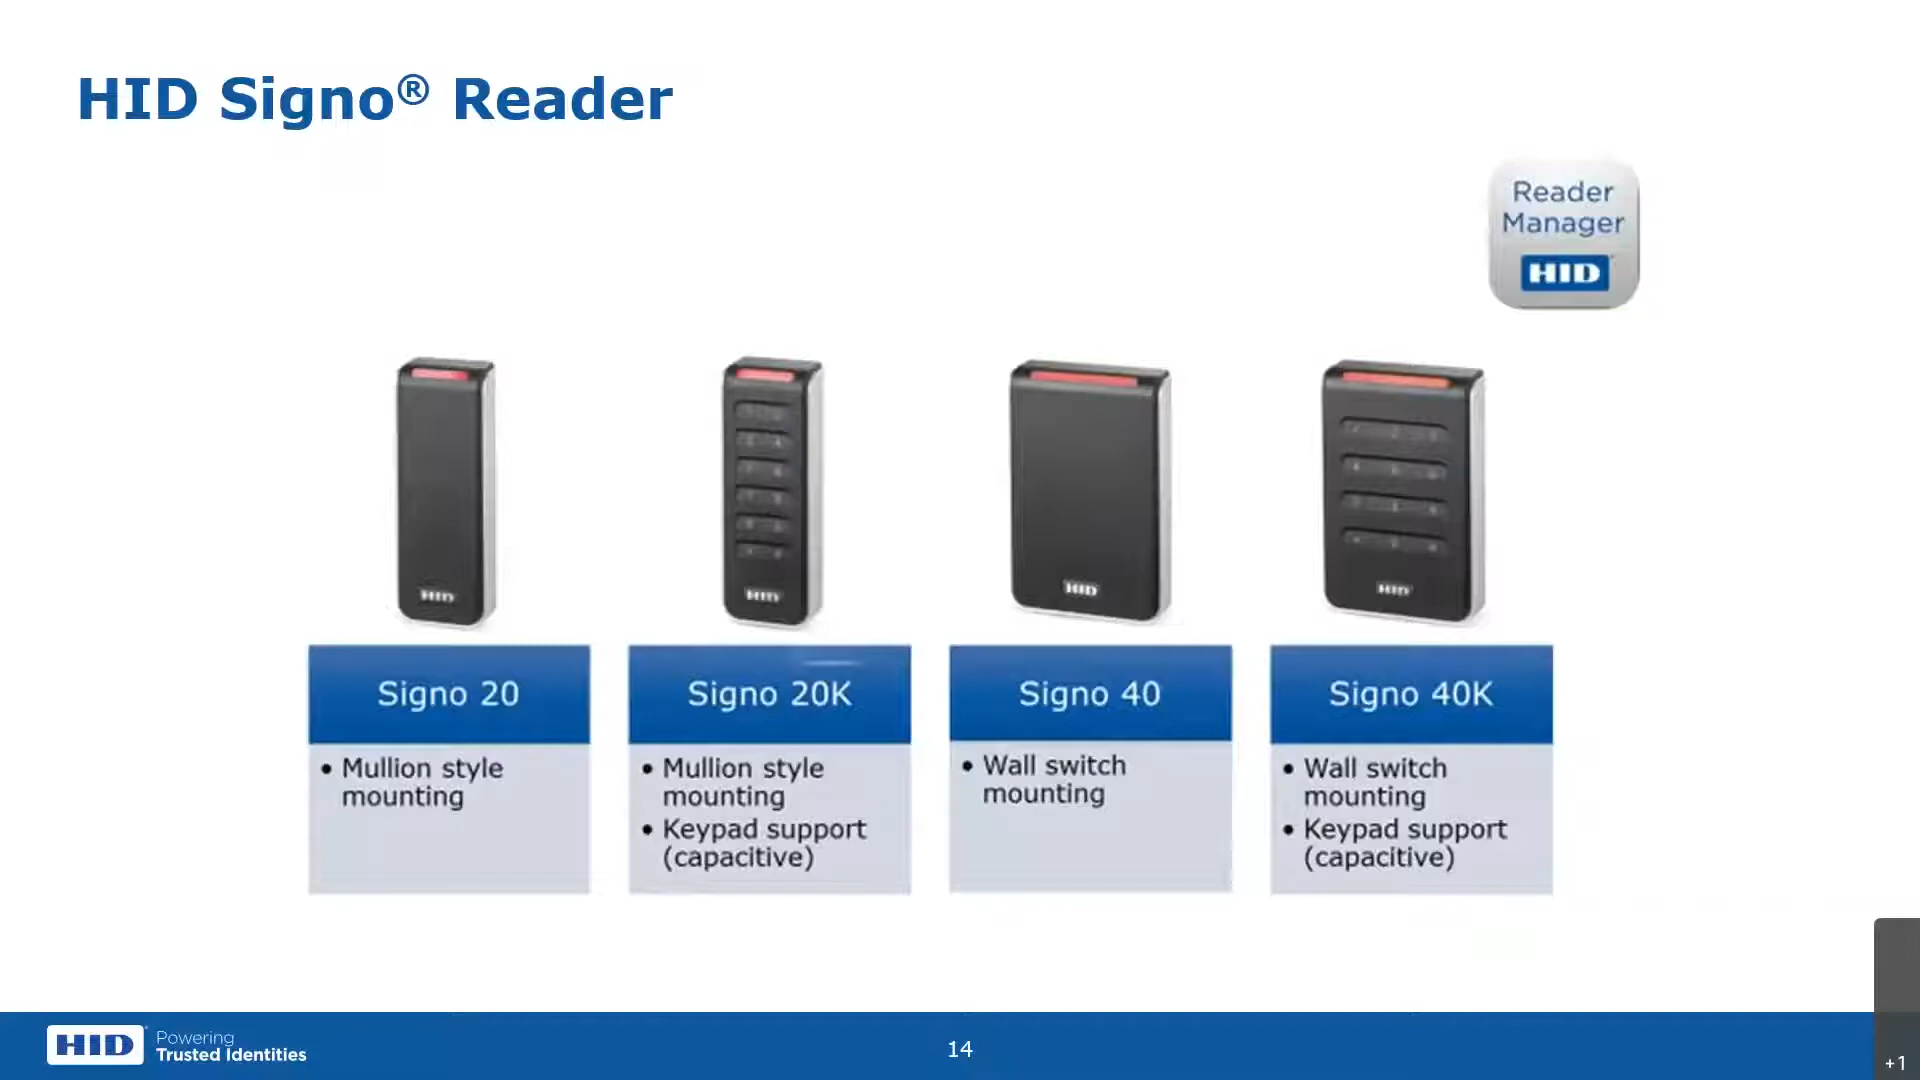 HID Signo® Reader
Reader
Manager
HID
HID
HID
HID
HID
Signo 20
Signo 20K
Signo 40
Signo 40K
• Mullion style
mounting
• Mullion style
mounting
• Keypad support
(capacitive)
• Wall switch
mounting
• Wall switch
mounting
• Keypad support
(capacitive)
HID
Powering
Trusted Identities
14
+1